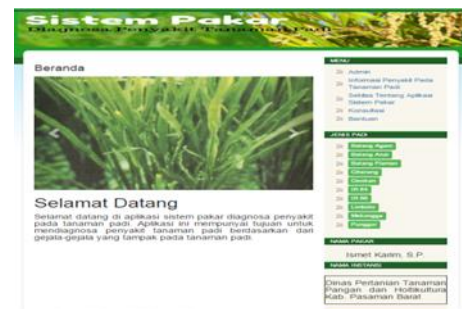 Sistem Pakar
Diagnosa Penyakit Tanaman Padi
Beranda
Selamat Datang
Selamat datang di aplikasi sistem pakar diagnosa penyakit
pada tanaman padi. Aplikasi ini mempunyai tujuan untuk
mendiagnosa penyakit tanaman padi berdasarkan dari
gejala-gejala yang tampak pada tanaman padi.
MENU
Admin
Informasi Penyakit Pada
Tanaman Padi
Sekilas Tentang Aplikasi
Sistem Pakar
Konsultasi
Bantuan
JENIS PADI
Batang Agam
Batang Anai
Batang Piaman
Ciherang
Cisokan
IR 64
IR 66
NAMA PAKAR
Ismet Karim, S.P.
NAMA INSTANSI
Dinas Pertanian Tanaman
Pangan dan Holtikultura
Kab. Pasaman Barat